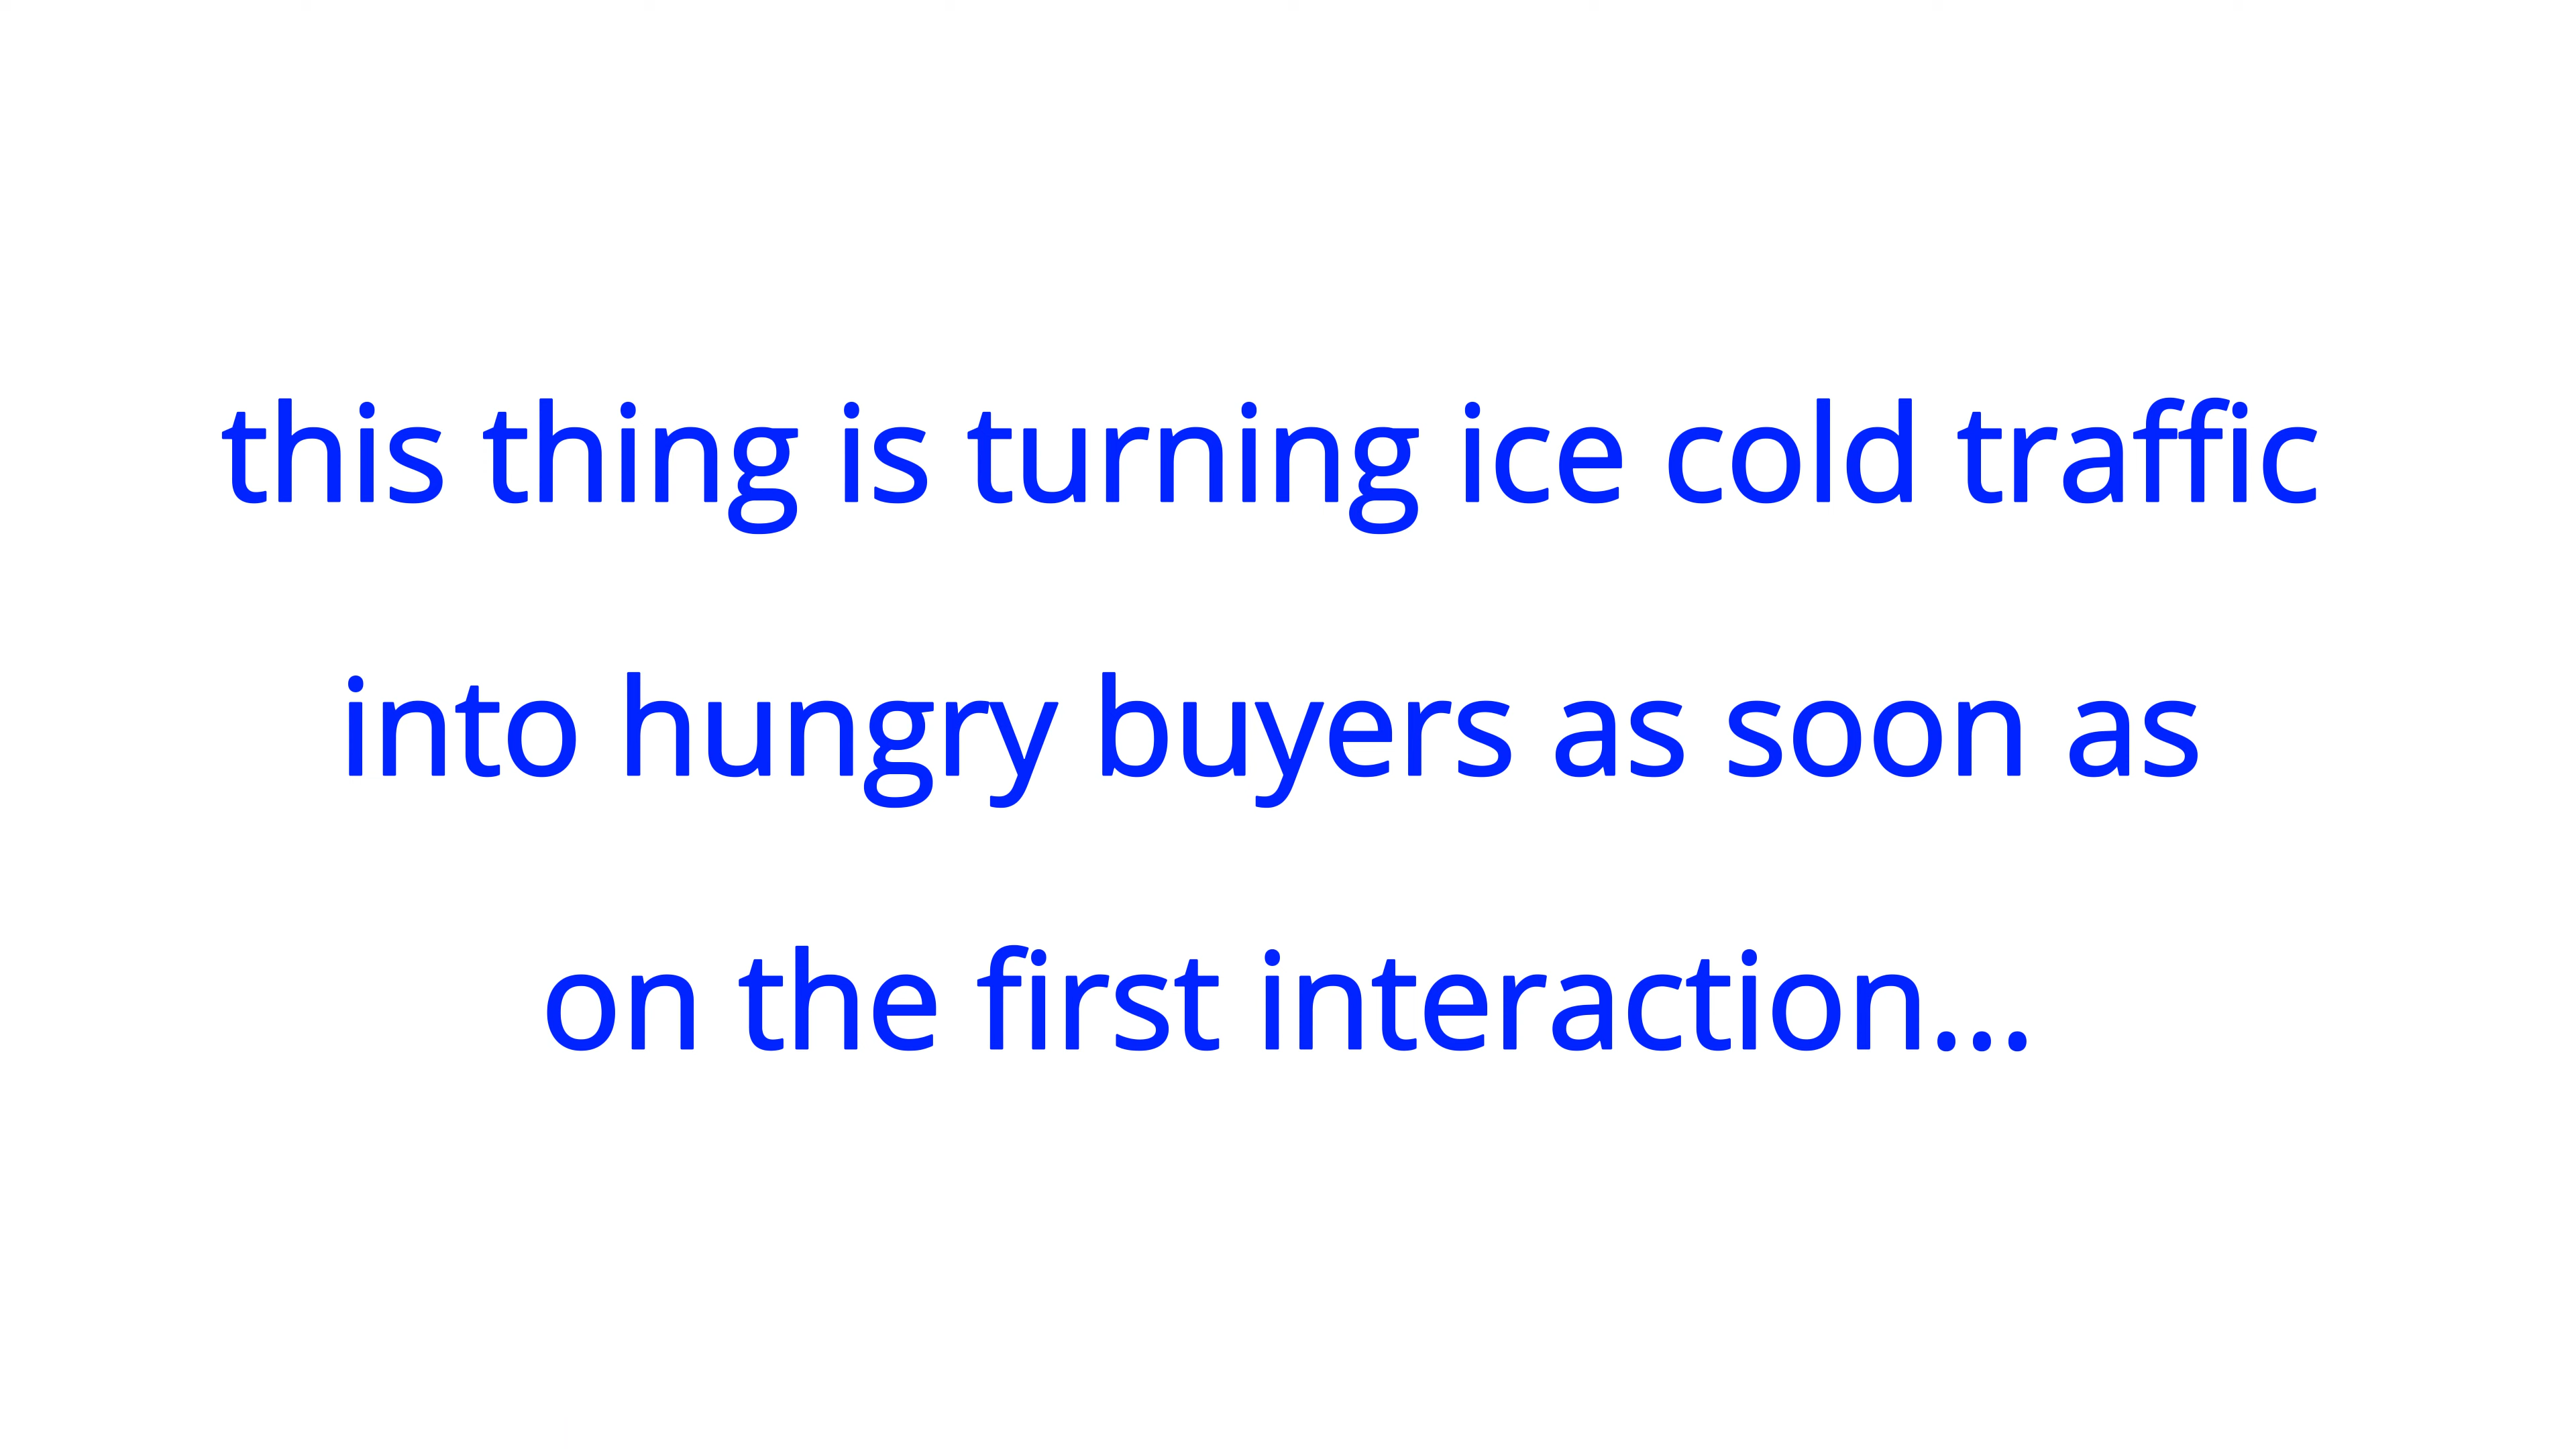 this thing is turning ice cold traffic
into hungry buyers as soon as
on the first interaction...